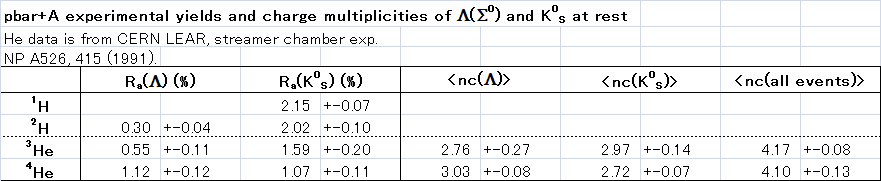 pbar+A experimental yields and charge multiplicities of Λ(Σ⁰) and K⁰ₛ at rest
He data is from CERN LEAR, streamer chamber exp.
NP A526, 415 (1991).
Rₐ(Λ) (%) Rₐ(K⁰ₛ) (%) <nc(Λ)> <nc(K⁰ₛ)> <nc(all events)>
¹H 2.15 +-0.07
²H 0.30 +-0.04 2.02 +-0.10
³He 0.55 +-0.11 1.59 +-0.20 2.76 +-0.27 2.97 +-0.14 4.17 +-0.08
⁴He 1.12 +-0.12 1.07 +-0.11 3.03 +-0.08 2.72 +-0.07 4.10 +-0.13